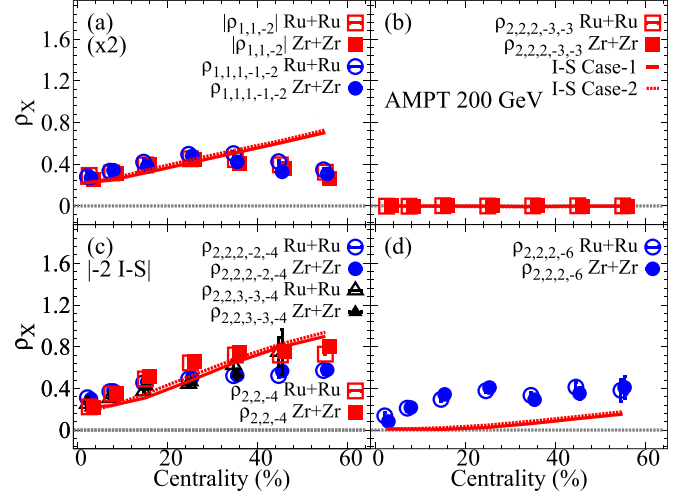 (a)
(x2)
|ρ1,1,-2| Ru+Ru
|ρ1,1,-2| Zr+Zr
ρ1,1,1,-1,-2 Ru+Ru
ρ1,1,1,-1,-2 Zr+Zr
(b)
ρ2,2,2,-3,-3 Ru+Ru
ρ2,2,2,-3,-3 Zr+Zr
I-S Case-1
I-S Case-2
AMPT 200 GeV
1.6
1.2
0.8
0.4
0
ρX
(c)
|-2 I-S|
ρ2,2,2,-2,-4 Ru+Ru
ρ2,2,2,-2,-4 Zr+Zr
ρ2,2,3,-3,-4 Ru+Ru
ρ2,2,3,-3,-4 Zr+Zr
ρ2,2,-4 Ru+Ru
ρ2,2,-4 Zr+Zr
(d)
ρ2,2,2,-6 Ru+Ru
ρ2,2,2,-6 Zr+Zr
1.6
1.2
0.8
0.4
0
ρX
0 20 40 60
0 20 40 60
Centrality (%)
Centrality (%)